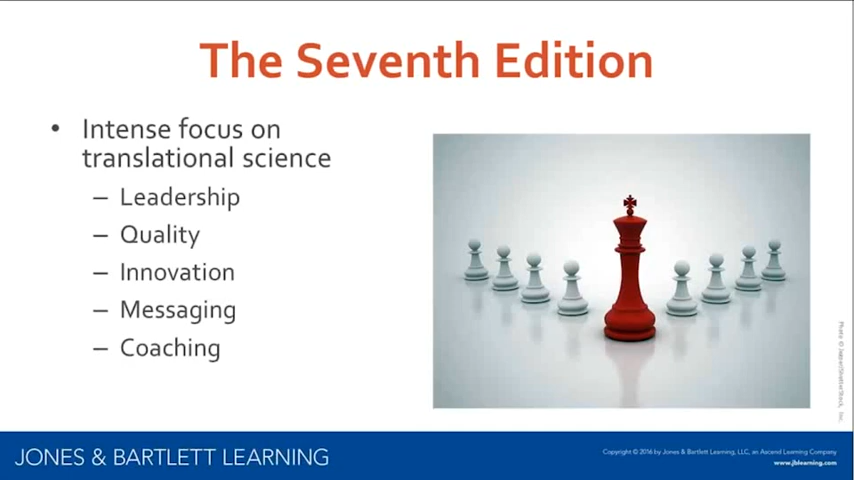 The Seventh Edition
• Intense focus on
translational science
– Leadership
– Quality
– Innovation
– Messaging
– Coaching
JONES & BARTLETT LEARNING
Copyright © 2016 by Jones & Bartlett Learning, LLC, an Ascend Learning Company
www.jblearning.com